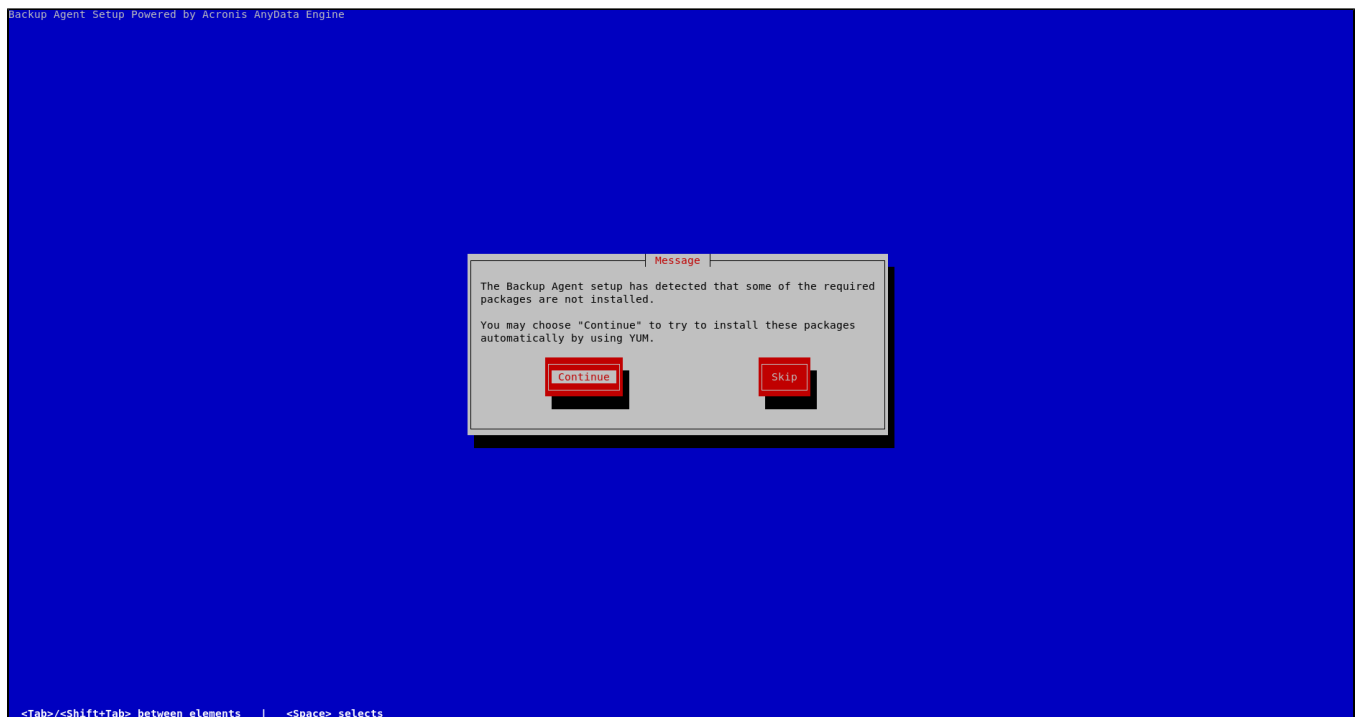 Backup Agent Setup Powered by Acronis AnyData Engine
Message
The Backup Agent setup has detected that some of the required
packages are not installed.
You may choose "Continue" to try to install these packages
automatically by using YUM.
Continue Skip
<Tab>/<Shift+Tab> between elements | <Space> selects